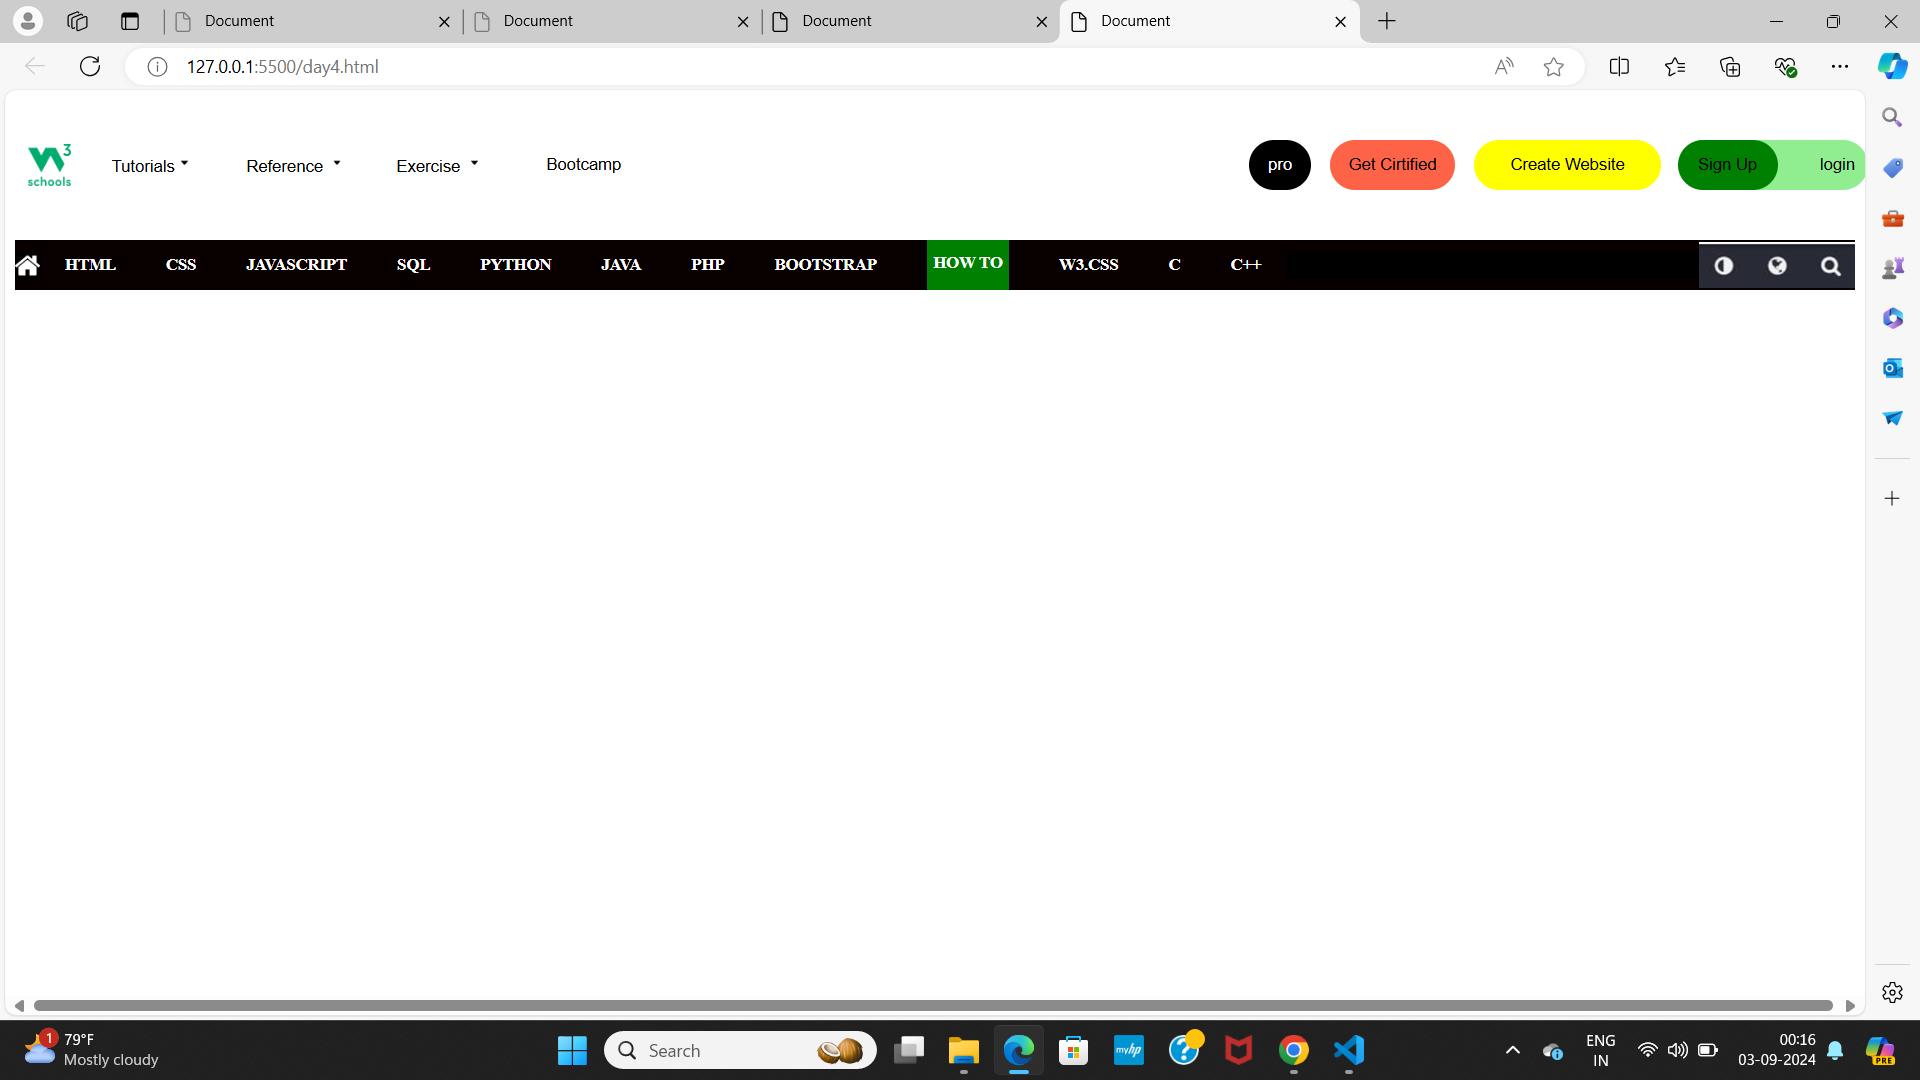 Document
Document
Document
Document
127.0.0.1:5500/day4.html
W3 schools
Tutorials
Reference
Exercise
Bootcamp
pro
Get Cirtified
Create Website
Sign Up
login
HTML
CSS
JAVASCRIPT
SQL
PYTHON
JAVA
PHP
BOOTSTRAP
HOW TO
W3.CSS
C
C++
1
79°F
Mostly cloudy
Search
myhp
ENG
IN
00:16
03-09-2024
PRE